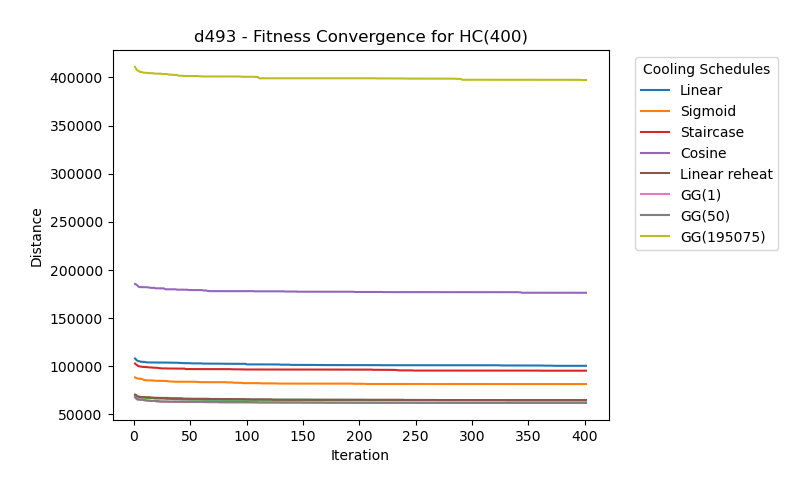 d493 - Fitness Convergence for HC(400)
400000
350000
300000
250000
200000
150000
100000
50000
Distance
0
50
100
150
200
250
300
350
400
Iteration
Cooling Schedules
Linear
Sigmoid
Staircase
Cosine
Linear reheat
GG(1)
GG(50)
GG(195075)